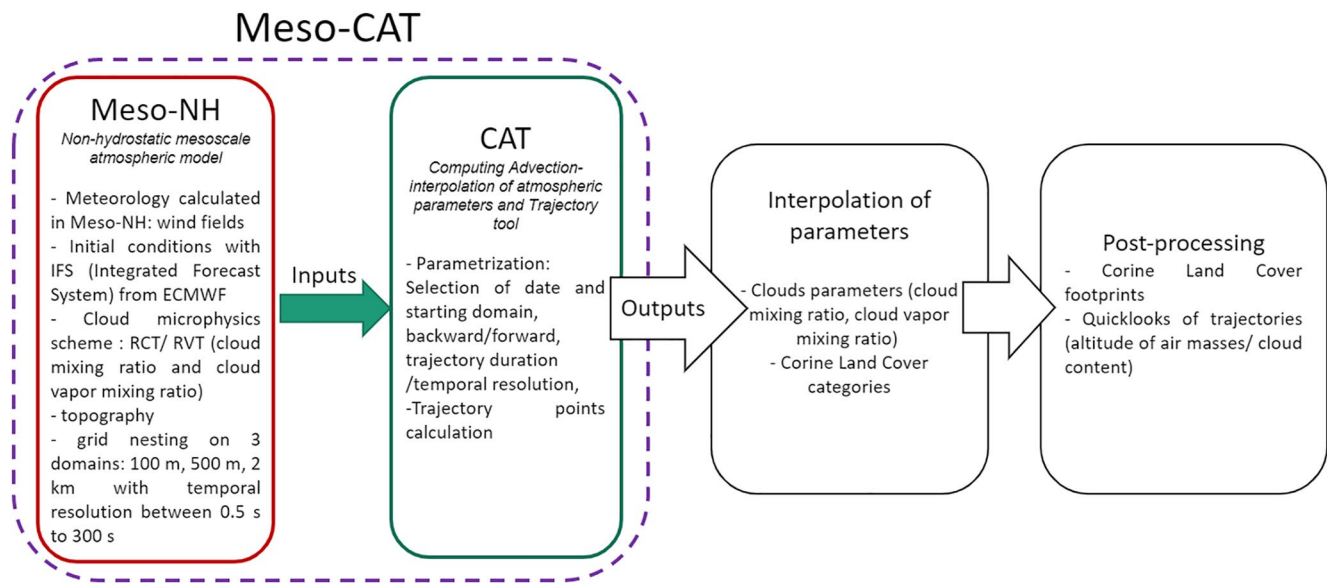 Meso-CAT
Meso-NH
Non-hydrostatic mesoscale
atmospheric model
- Meteorology calculated
in Meso-NH: wind fields
- Initial conditions with
IFS (Integrated Forecast
System) from ECMWF
- Cloud microphysics
scheme : RCT/ RVT (cloud
mixing ratio and cloud
vapor mixing ratio)
- topography
- grid nesting on 3
domains: 100 m, 500 m, 2
km with temporal
resolution between 0.5 s
to 300 s
Inputs
CAT
Computing Advection-
interpolation of atmospheric
parameters and Trajectory
tool
- Parametrization:
Selection of date and
starting domain,
backward/forward,
trajectory duration
/temporal resolution,
-Trajectory points
calculation
Outputs
Interpolation of
parameters
- Clouds parameters (cloud
mixing ratio, cloud vapor
mixing ratio)
- Corine Land Cover
categories
Post-processing
- Corine Land Cover
footprints
- Quicklooks of trajectories
(altitude of air masses/ cloud
content)